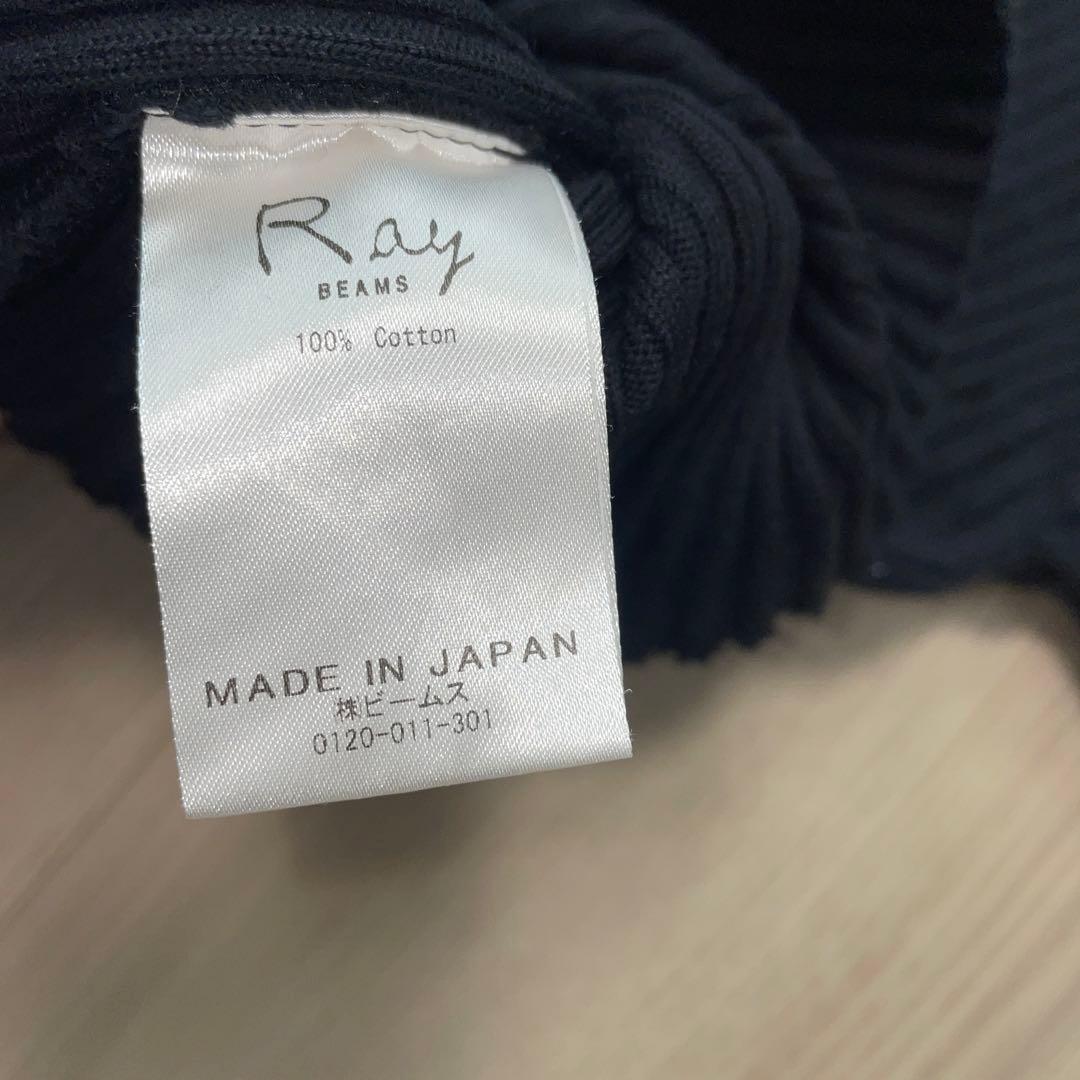 Ray
BEAMS
100% Cotton
MADE IN JAPAN
㈱ビームス
0120-011-301